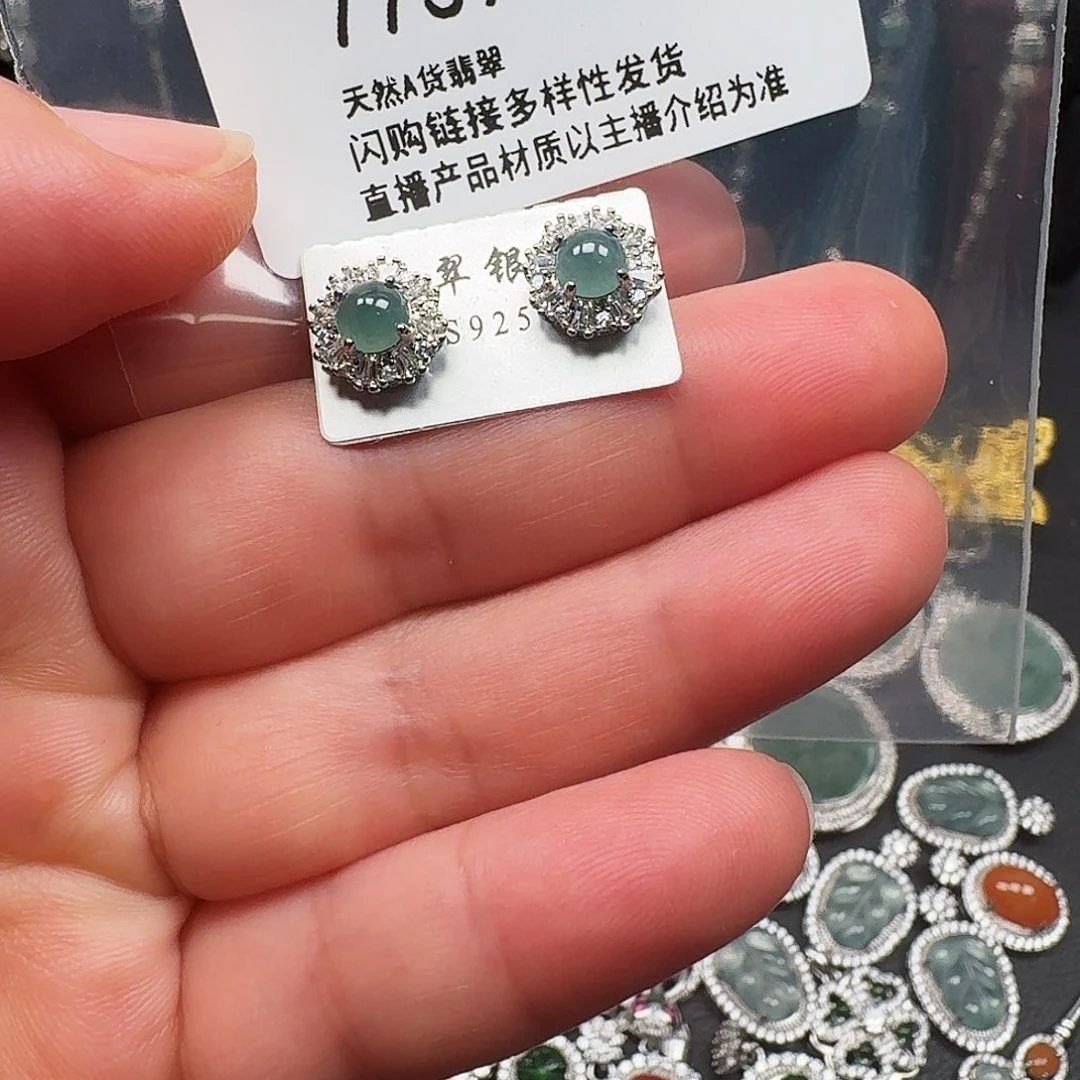 天然A货翡翠
闪购链接多样性发货
直播产品材质以主播介绍为准
翠银
S925